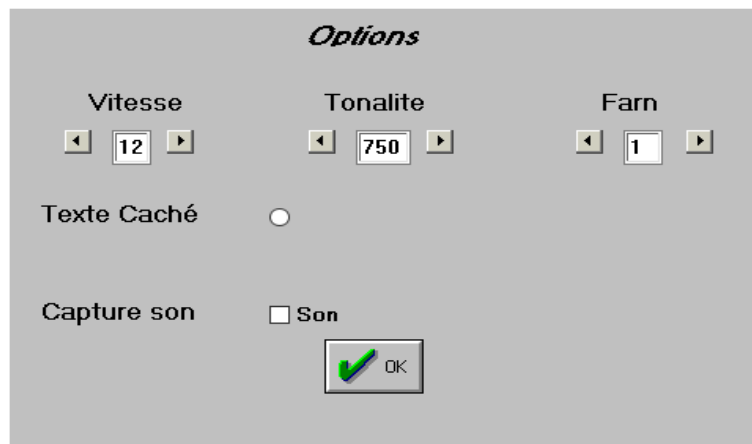 Options
Vitesse Tonalite Farn
12 750 1
Texte Caché
Capture son Son
OK